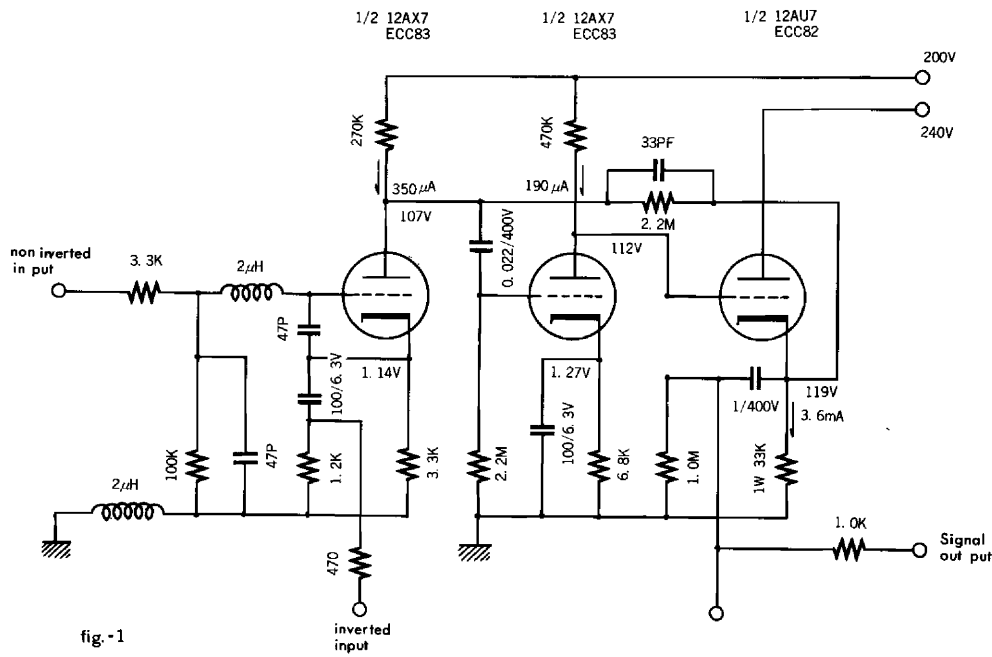 1/2 12AX7
ECC83
1/2 12AX7
ECC83
1/2 12AU7
ECC82
200V
240V
270K
470K
33PF
350μA
107V
190μA
2.2M
112V
0.022/400V
non inverted
in put
3.3K
2μH
47P
1.14V
100/6.3V
1.27V
100/6.3V
1/400V
119V
3.6mA
100K
47P
1.2K
3.3K
2.2M
6.8K
1.0M
1W 33K
2μH
1.0K
Signal
out put
470
inverted
input
fig.-1